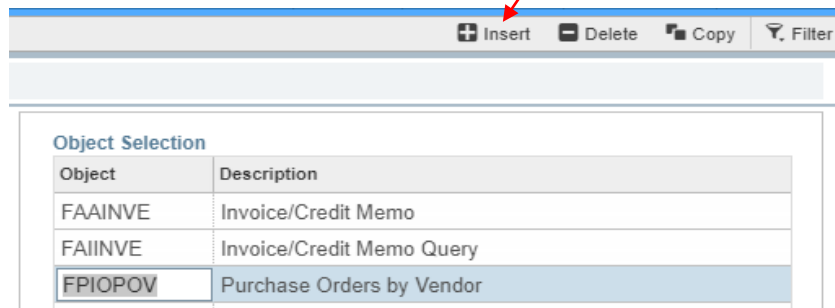 Insert Delete Copy Filter
Object Selection
Object Description
FAAINVE Invoice/Credit Memo
FAIINVE Invoice/Credit Memo Query
FPIOPOV Purchase Orders by Vendor